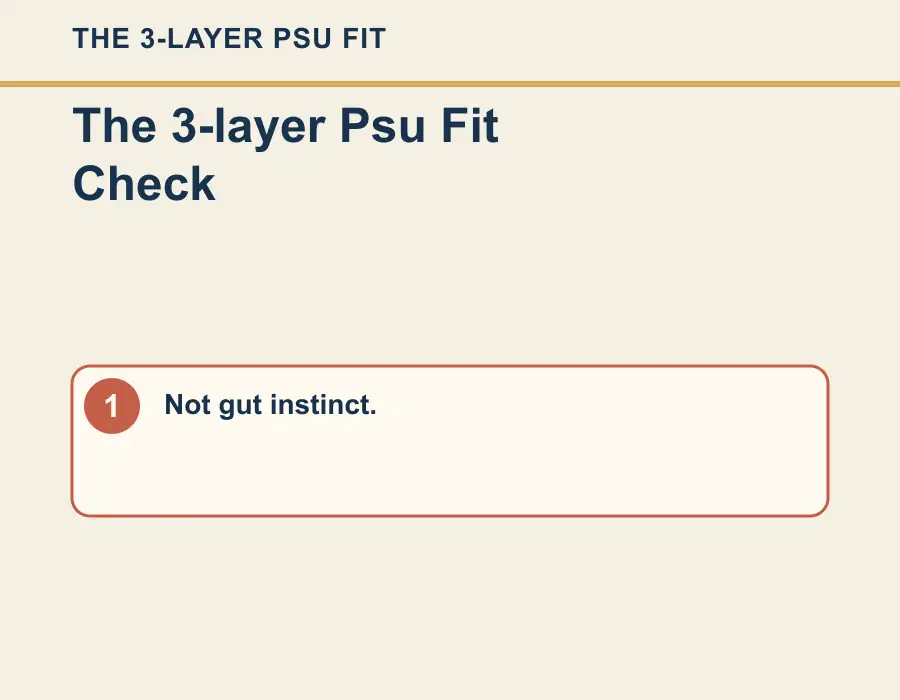 THE 3-LAYER PSU FIT
The 3-layer Psu Fit
Check
1
Not gut instinct.